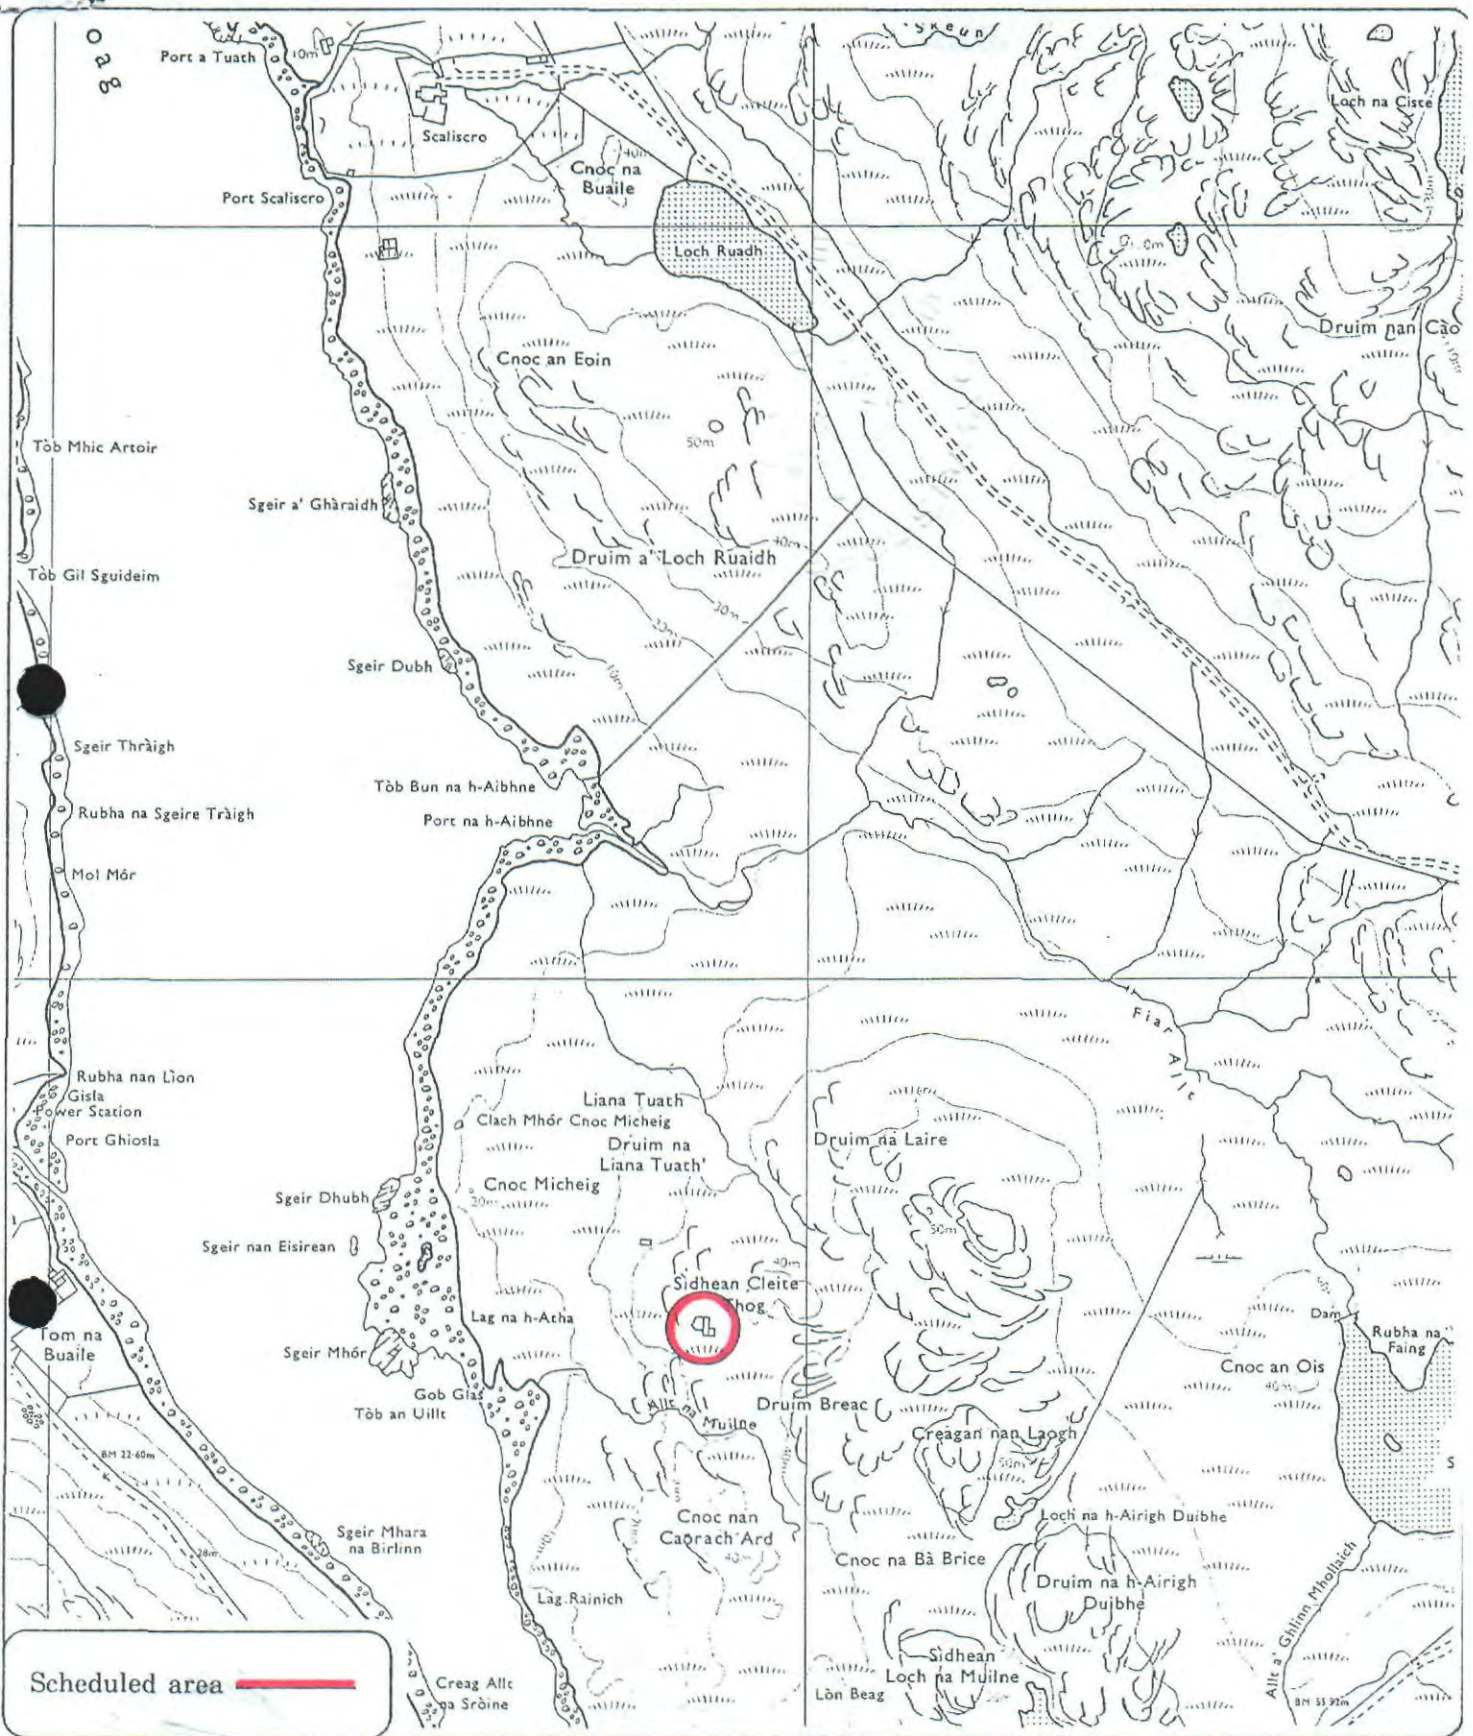 oag
Skeun
Port a Tuath
10m
Loch na Ciste
Scaliscro
40m
Cnoc na
Buaile
Port Scaliscro
Loch Ruadh
Druim nan Cào
Cnoc an Eoin
50m
Tòb Mhic Artoir
Sgeir a' Ghàraidh
40m
Druim a' Loch Ruaidh
Tòb Gil Sguideim
30m
20m
Sgeir Dubh
10m
Sgeir Thràigh
Tòb Bun na h-Aibhne
Rubha na Sgeire Tràigh
Port na h-Aibhne
Mol Mór
Fiar Allt
Rubha nan Lìon
Gisla
Power Station
Liana Tuath
Clach Mhór Cnoc Micheig
Port Ghiosla
Druim na
Liana Tuath'
Druim na Laire
Cnoc Micheig
Sgeir Dhubh
20m
50m
Sgeir nan Eisirean
40m
Sìdhean Cleite
Thog
Lag na h-Atha
Dam
Rubha na
Faing
Tom na
Buaile
Sgeir Mhór
Cnoc an Ois
40m
Gob Glas
Tòb an Uillt
Allt na Muilne
Druim Breac
Creagan nan Laogh
50m
S
BM 22·60m
40m
Cnoc nan
Caorach Ard
40m
Loch na h-Airigh Duibhe
Sgeir Mhara
na Birlinn
Cnoc na Bà Brice
28m
Druim na h-Airigh
Duibhe
Lag Rainich
Allt a' Ghlinn Mhollaich
Sìdhean
Loch na Muilne
Scheduled area
Creag Allt
na Sròine
Lòn Beag
BM 53·92m